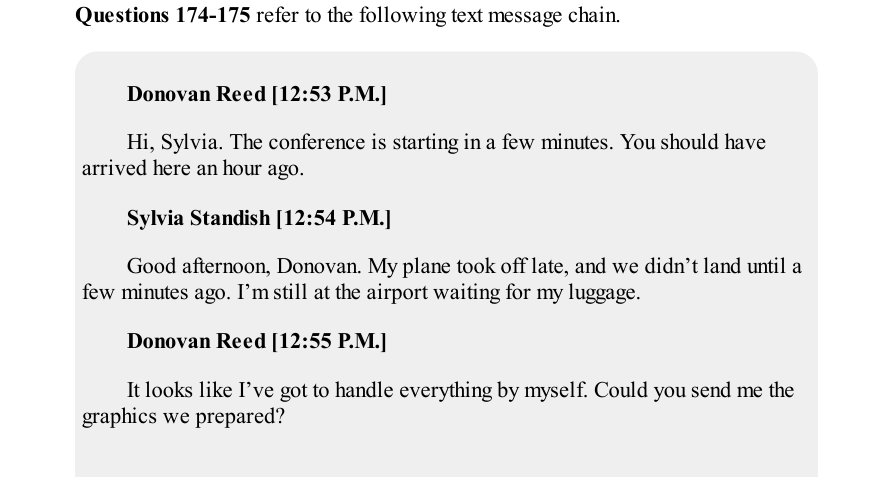 Questions 174-175 refer to the following text message chain.
Donovan Reed [12:53 P.M.]
Hi, Sylvia. The conference is starting in a few minutes. You should have
arrived here an hour ago.
Sylvia Standish [12:54 P.M.]
Good afternoon, Donovan. My plane took off late, and we didn’t land until a
few minutes ago. I’m still at the airport waiting for my luggage.
Donovan Reed [12:55 P.M.]
It looks like I’ve got to handle everything by myself. Could you send me the
graphics we prepared?